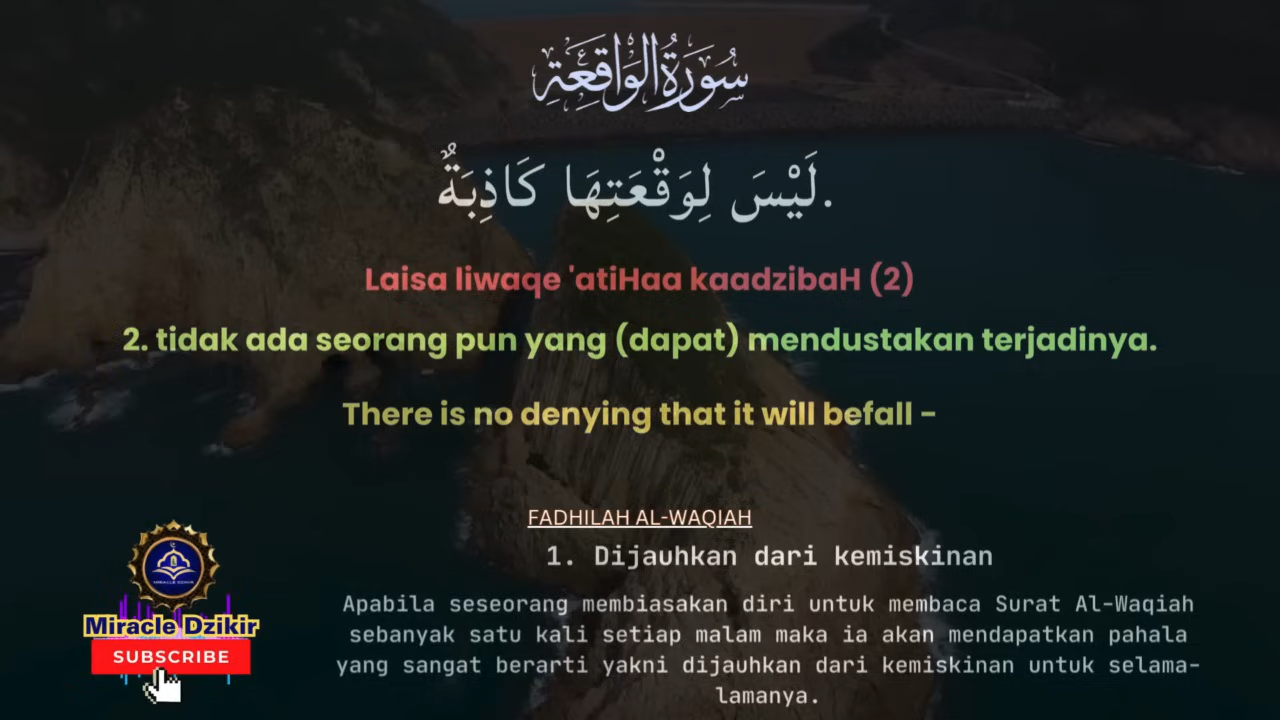 سُورَةُ الْوَاقِعَةِ
لَيْسَ لِوَقْعَتِهَا كَاذِبَةٌ.
Laisa liwaqe 'atiHaa kaadzibaH (2)
2. tidak ada seorang pun yang (dapat) mendustakan terjadinya.
There is no denying that it will befall –
FADHILAH AL-WAQIAH
1. Dijauhkan dari kemiskinan
Apabila seseorang membiasakan diri untuk membaca Surat Al-Waqiah
sebanyak satu kali setiap malam maka ia akan mendapatkan pahala
yang sangat berarti yakni dijauhkan dari kemiskinan untuk selama-
lamanya.
MIRACLE DZIKIR
Miracle Dzikir
SUBSCRIBE